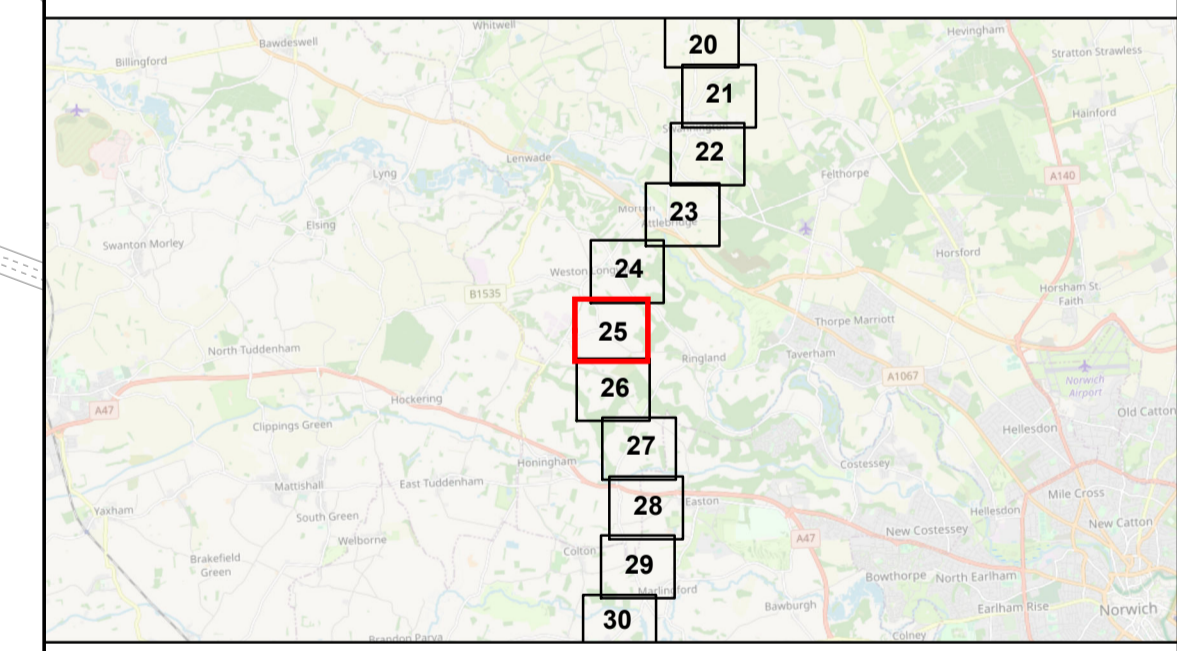 Whitwell
Hevingham
Bawdeswell
20
Stratton Strawless
Billingford
21
Hainford
22
Lenwade
Lyng
Felthorpe
A140
Morton
23
Attlebridge
Elsing
Swanton Morley
Horsford
24
Weston Long
B1535
Horsham St.
Faith
25
Thorpe Marriott
North Tuddenham
Ringland
Taverham
A1067
Norwich
Airport
26
Hockering
A47
Old Catton
Clippings Green
Hellesdon
27
Honingham
Costessey
East Tuddenham
Mattishall
Mile Cross
28
Easton
Yaxham
South Green
Hellesdon
New Catton
New Costessey
A47
Welborne
Colton
Brakefield
Green
29
Bowthorpe
North Earlham
Marlingford
Bawburgh
Earlham Rise
Norwich
30
Colney
Brandon Parva